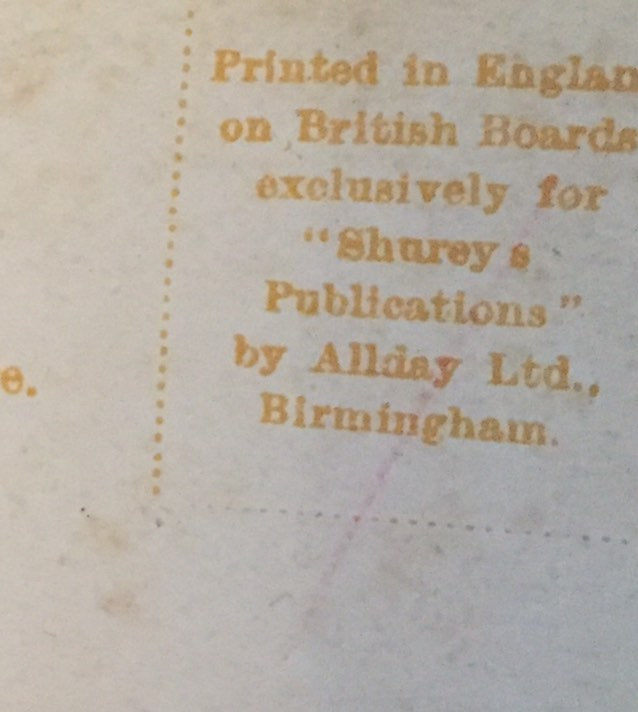 Printed in Englan
on British Boards
exclusively for
"Shurey s
Publications"
by Allday Ltd.,
Birmingham.
e.